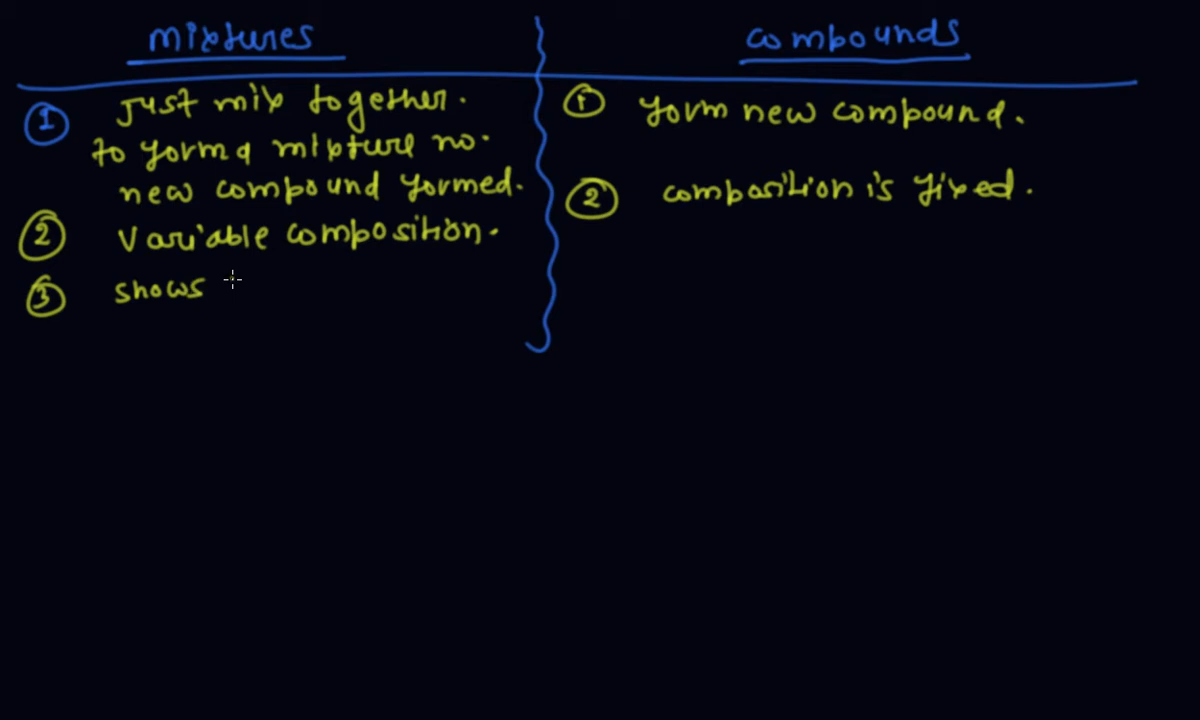 mixtures
compounds
1 Just mix together.
to form a mixture no.
new compound formed.
2 Variable composition.
3 shows
1 form new compound.
2 composition is fixed.